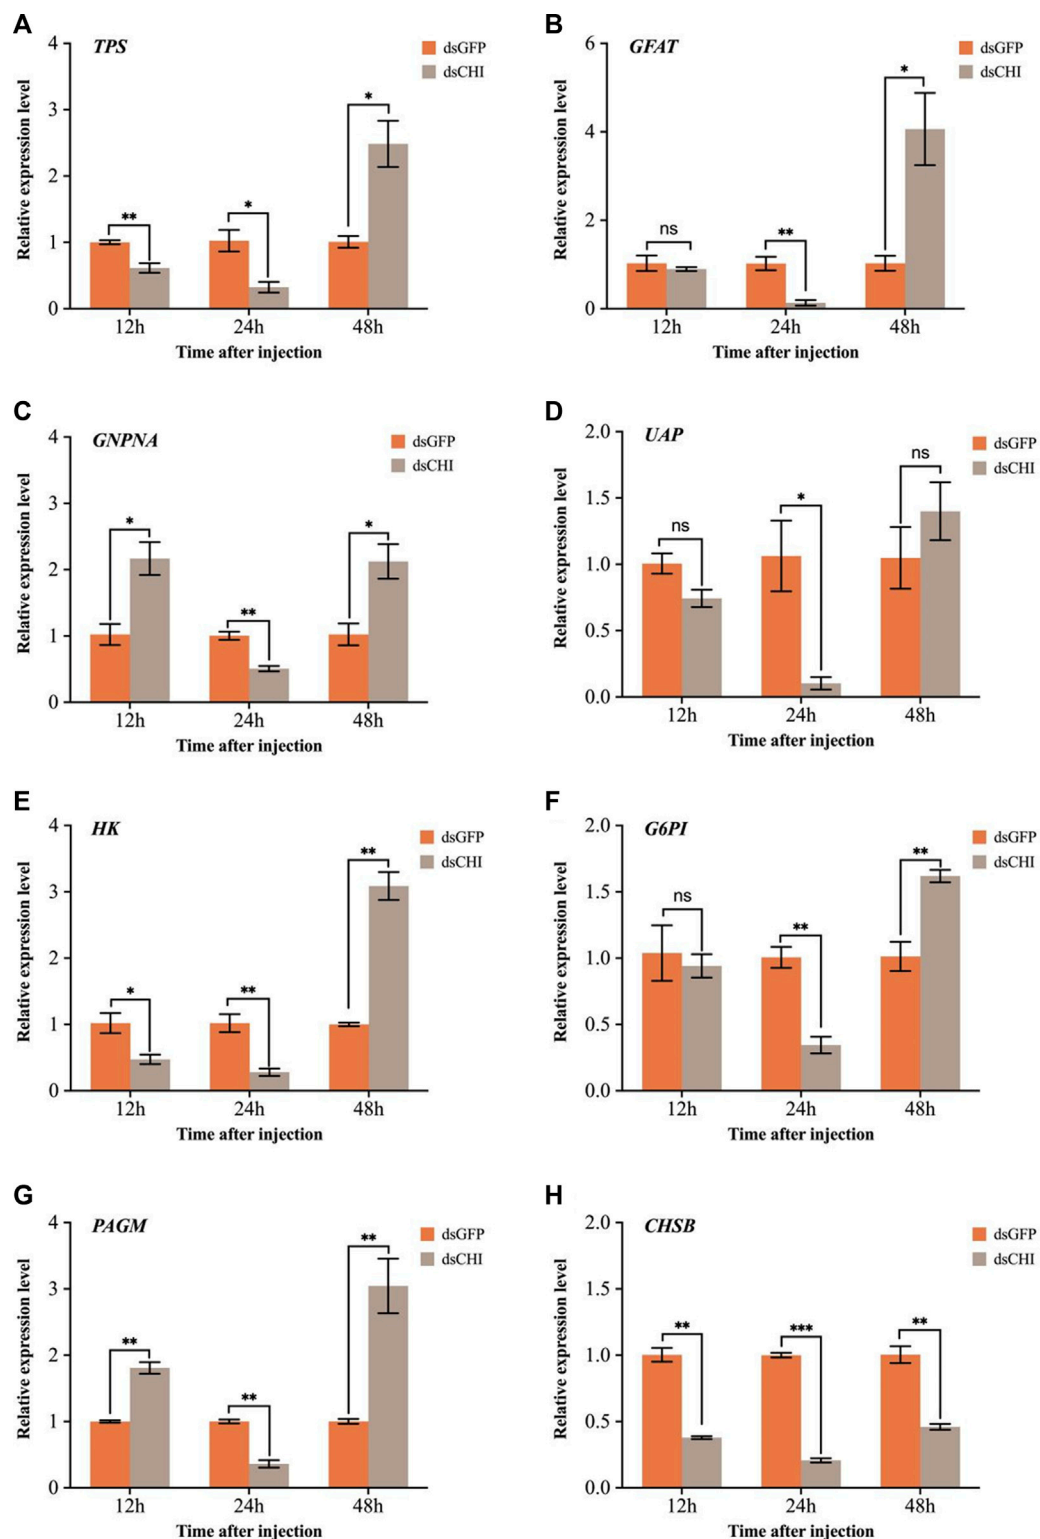 A
TPS
dsGFP
dsCHI
Relative expression level
4
3
2
1
0
**
*
*
12h 24h 48h
Time after injection
B
GFAT
dsGFP
dsCHI
Relative expression level
6
4
2
0
ns
**
*
12h 24h 48h
Time after injection
C
GNPNA
dsGFP
dsCHI
Relative expression level
4
3
2
1
0
*
**
*
12h 24h 48h
Time after injection
D
UAP
dsGFP
dsCHI
Relative expression level
2.0
1.5
1.0
0.5
0.0
ns
*
ns
12h 24h 48h
Time after injection
E
HK
dsGFP
dsCHI
Relative expression level
4
3
2
1
0
*
**
**
12h 24h 48h
Time after injection
F
G6PI
dsGFP
dsCHI
Relative expression level
2.0
1.5
1.0
0.5
0.0
ns
**
**
12h 24h 48h
Time after injection
G
PAGM
dsGFP
dsCHI
Relative expression level
4
3
2
1
0
**
**
**
12h 24h 48h
Time after injection
H
CHSB
dsGFP
dsCHI
Relative expression level
2.0
1.5
1.0
0.5
0.0
**
***
**
12h 24h 48h
Time after injection